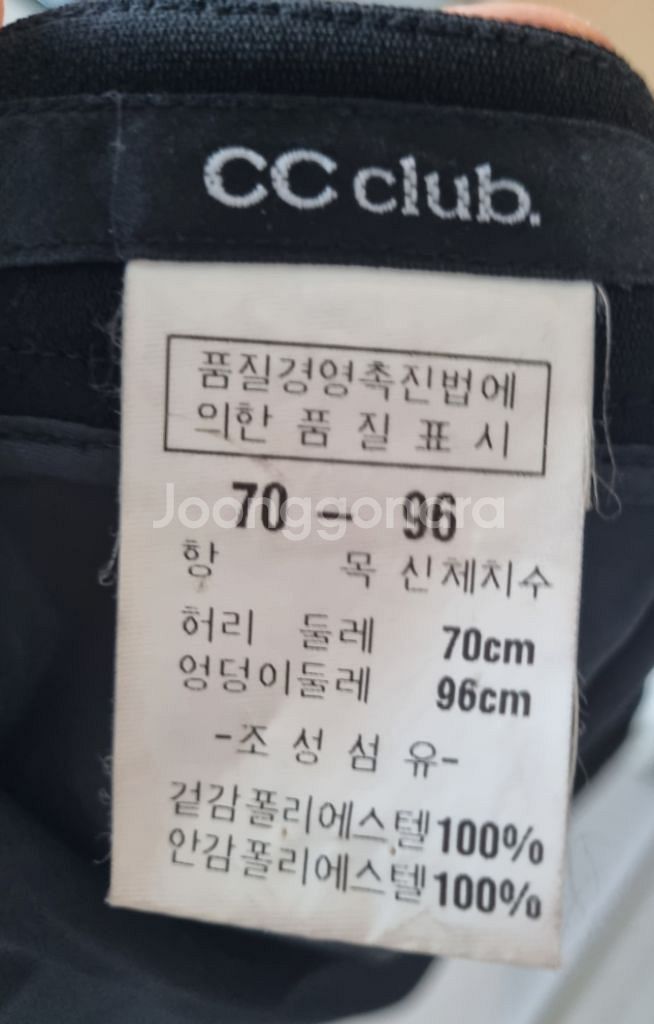 CC club.
품질경영촉진법에
의한 품 질 표 시
Joonggonara
70 - 96
항 목 신체치수
허리 둘레 70cm
엉덩이둘레 96cm
-조 성 섬 유-
겉감폴리에스텔100%
안감폴리에스텔100%